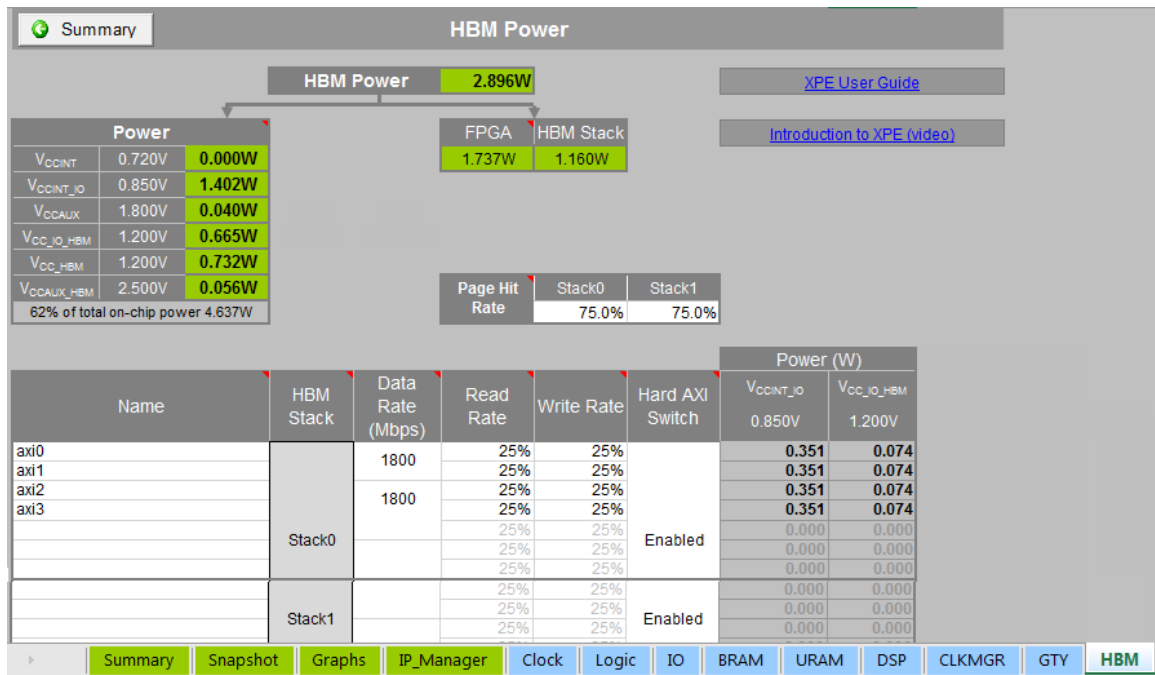 Summary
HBM Power
HBM Power 2.896W
XPE User Guide
Power
FPGA HBM Stack
Introduction to XPE (video)
1.737W 1.160W
VCCINT 0.720V 0.000W
VCCINT_IO 0.850V 1.402W
VCCAUX 1.800V 0.040W
VCC_IO_HBM 1.200V 0.665W
VCC_HBM 1.200V 0.732W
VCCAUX_HBM 2.500V 0.056W
62% of total on-chip power 4.637W
Page Hit Rate Stack0 Stack1
75.0% 75.0%
Power (W)
Name HBM Stack Data Rate (Mbps) Read Rate Write Rate Hard AXI Switch VCCINT_IO VCC_IO_HBM
0.850V 1.200V
axi0 1800 25% 25% 0.351 0.074
axi1 25% 25% 0.351 0.074
axi2 1800 25% 25% 0.351 0.074
axi3 25% 25% 0.351 0.074
25% 25% 0.000 0.000
Stack0 25% 25% Enabled 0.000 0.000
25% 25% 0.000 0.000
25% 25% 0.000 0.000
Stack1 25% 25% Enabled 0.000 0.000
25% 25% 0.000 0.000
Summary Snapshot Graphs IP_Manager Clock Logic IO BRAM URAM DSP CLKMGR GTY HBM